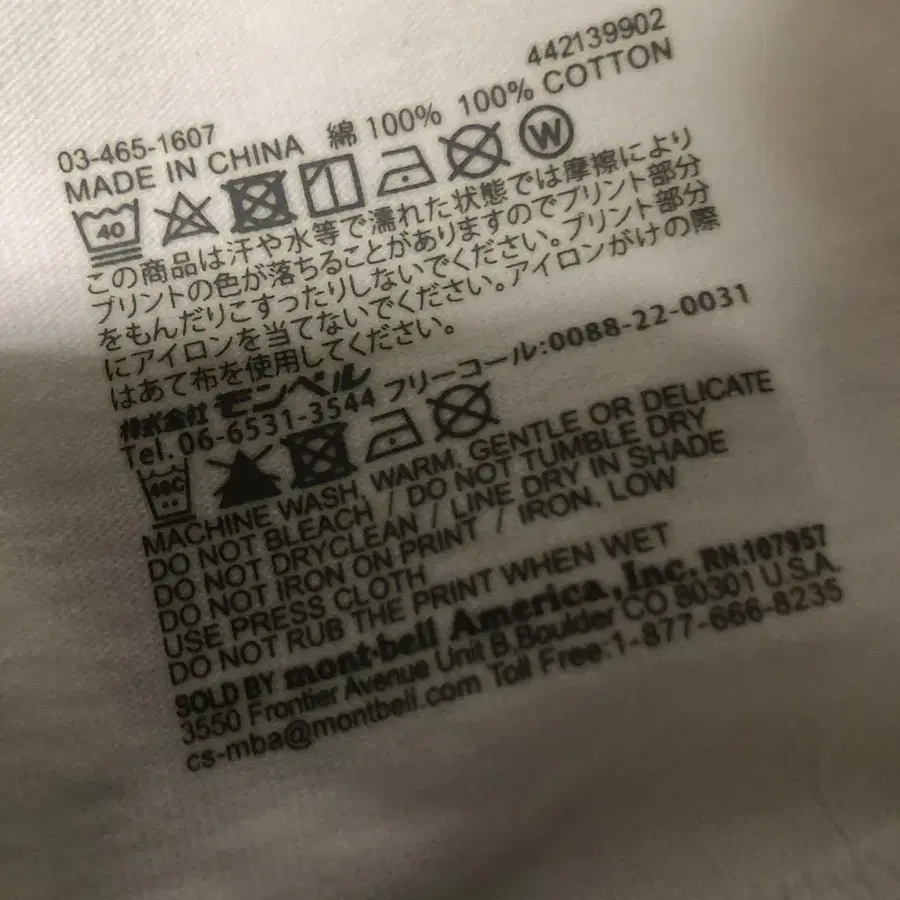 442139902
03-465-1607
MADE IN CHINA 綿 100% 100% COTTON
40 W
この商品は汗や水等で濡れた状態では摩擦により
プリントの色が落ちることがありますのでプリント部分
をもんだりこすったりしないでください。プリント部分
にアイロンを当てないでください。アイロンがけの際
はあて布を使用してください。
株式会社 モンベル
Tel. 06-6531-3544 フリーコール:0088-22-0031
40C
MACHINE WASH, WARM, GENTLE OR DELICATE
DO NOT BLEACH / DO NOT TUMBLE DRY
DO NOT DRYCLEAN / LINE DRY IN SHADE
DO NOT IRON ON PRINT / IRON, LOW
USE PRESS CLOTH
DO NOT RUB THE PRINT WHEN WET
SOLD BY mont-bell America, Inc. RN 107957
3550 Frontier Avenue Unit B,Boulder CO 80301 U.S.A.
cs-mba@montbell.com Toll Free:1-877-666-8235